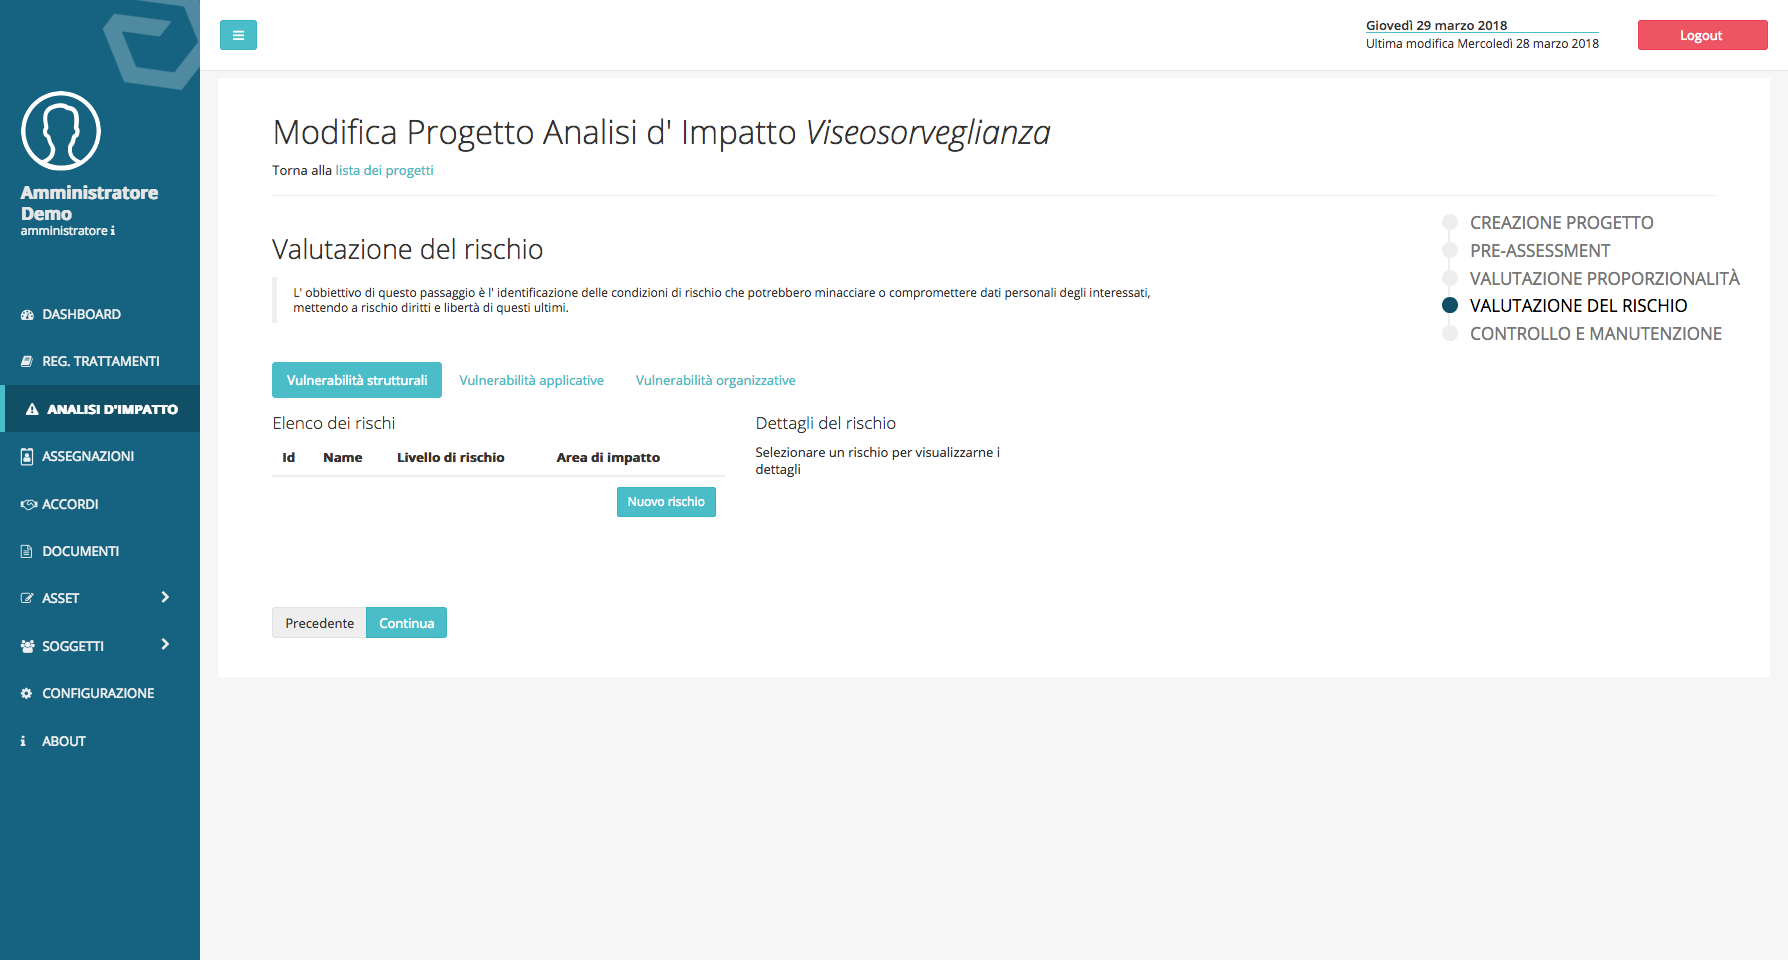 Amministratore
Demo
amministratore i
DASHBOARD
REG. TRATTAMENTI
ANALISI D'IMPATTO
ASSEGNAZIONI
ACCORDI
DOCUMENTI
ASSET
SOGGETTI
CONFIGURAZIONE
ABOUT
Giovedì 29 marzo 2018
Ultima modifica Mercoledì 28 marzo 2018
Logout
Modifica Progetto Analisi d' Impatto Viseosorveglianza
Torna alla lista dei progetti
Valutazione del rischio
L' obbiettivo di questo passaggio è l' identificazione delle condizioni di rischio che potrebbero minacciare o compromettere dati personali degli interessati,
mettendo a rischio diritti e libertà di questi ultimi.
CREAZIONE PROGETTO
PRE-ASSESSMENT
VALUTAZIONE PROPORZIONALITÀ
VALUTAZIONE DEL RISCHIO
CONTROLLO E MANUTENZIONE
Vulnerabilità strutturali Vulnerabilità applicative Vulnerabilità organizzative
Elenco dei rischi
Id Name Livello di rischio Area di impatto
Nuovo rischio
Dettagli del rischio
Selezionare un rischio per visualizzarne i
dettagli
Precedente Continua